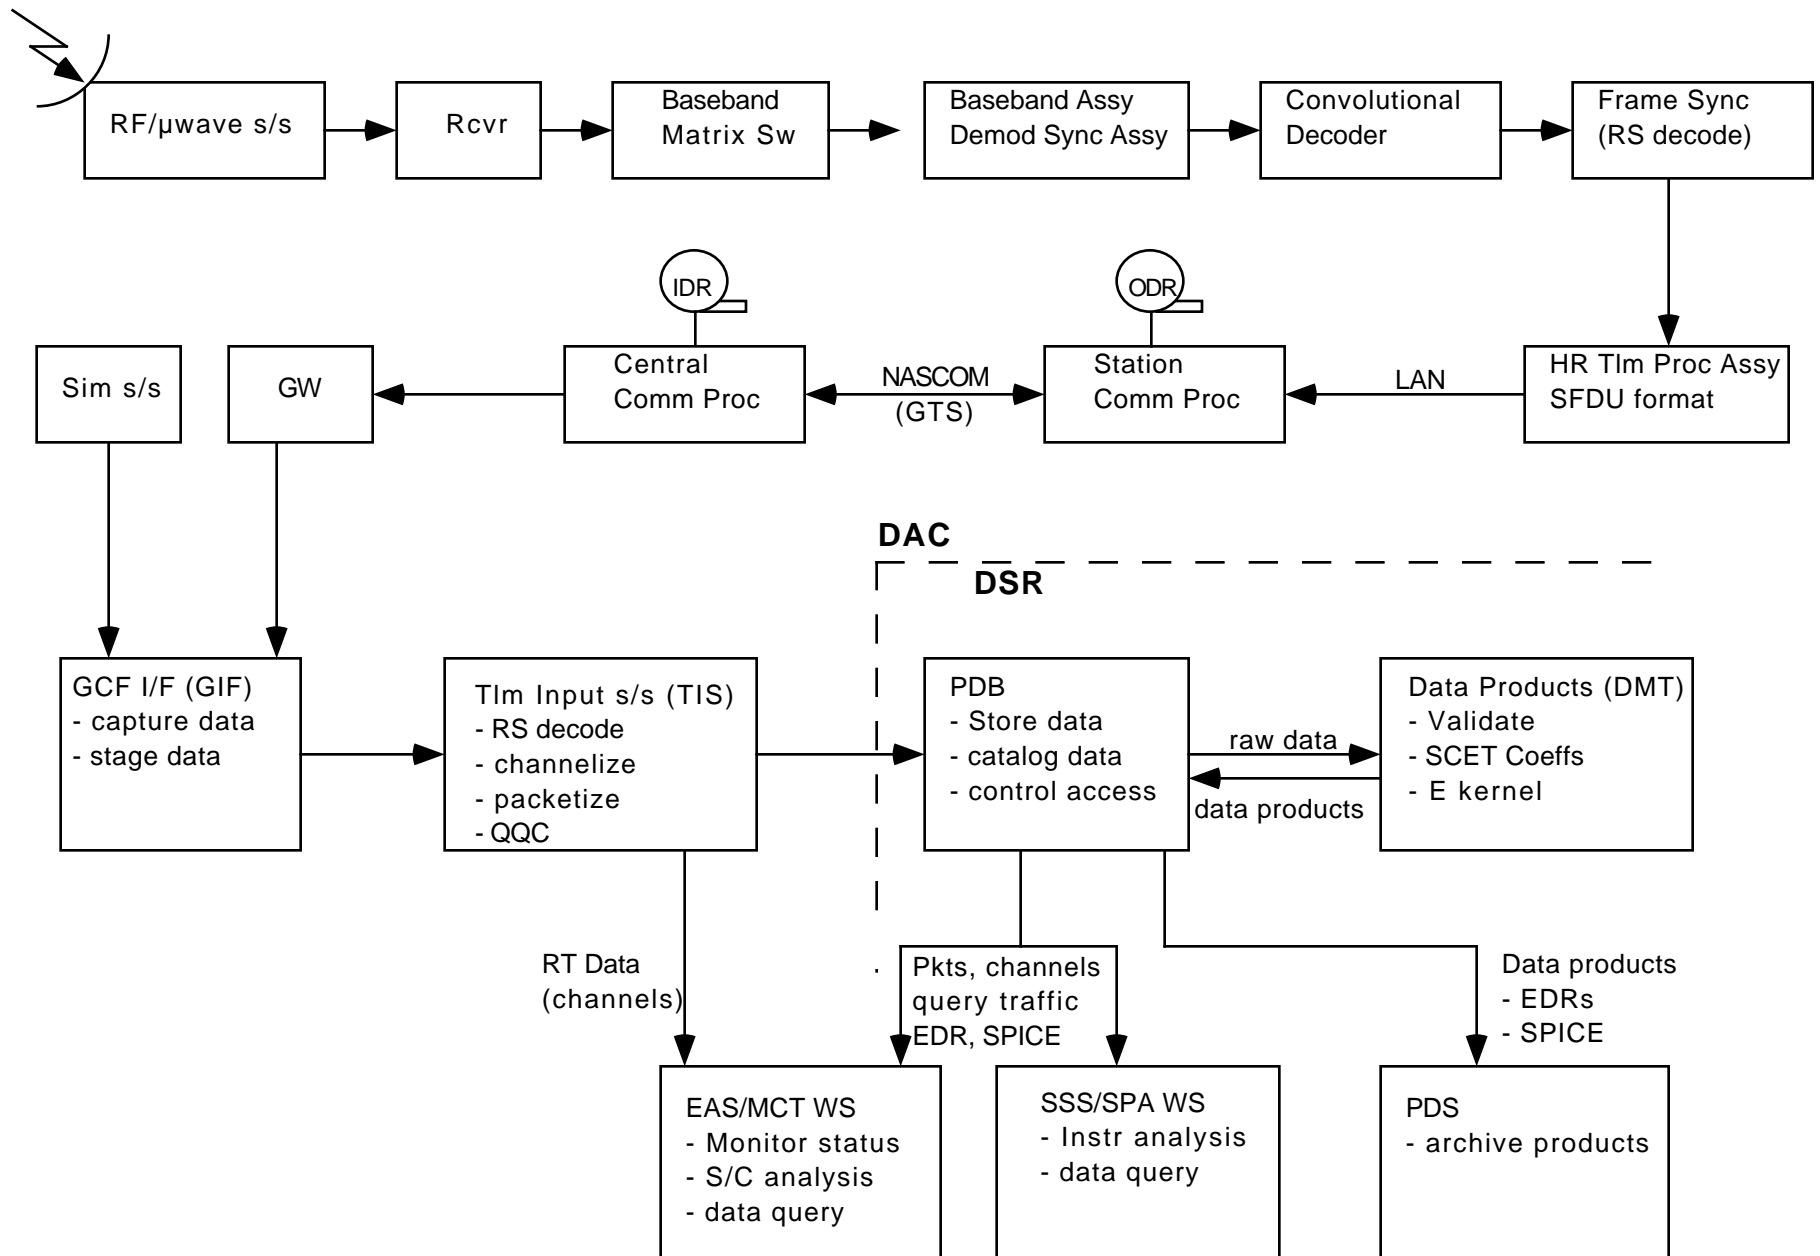 RF/µwave s/s
Rcvr
Baseband
Matrix Sw
Baseband Assy
Demod Sync Assy
Convolutional
Decoder
Frame Sync
(RS decode)
IDR
ODR
Sim s/s
GW
Central
Comm Proc
NASCOM
(GTS)
Station
Comm Proc
LAN
HR Tlm Proc Assy
SFDU format
DAC
DSR
GCF I/F (GIF)
- capture data
- stage data
Tlm Input s/s (TIS)
- RS decode
- channelize
- packetize
- QQC
PDB
- Store data
- catalog data
- control access
raw data
data products
Data Products (DMT)
- Validate
- SCET Coeffs
- E kernel
RT Data
(channels)
Pkts, channels
query traffic
EDR, SPICE
Data products
- EDRs
- SPICE
EAS/MCT WS
- Monitor status
- S/C analysis
- data query
SSS/SPA WS
- Instr analysis
- data query
PDS
- archive products